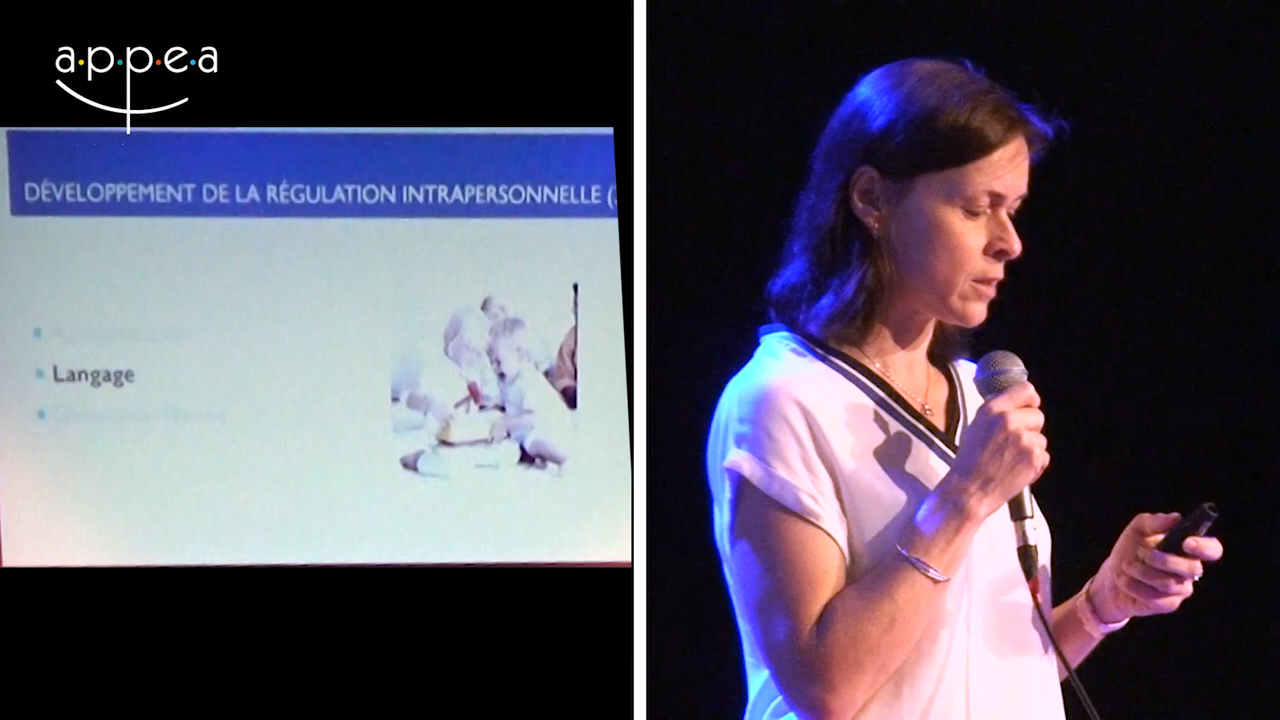 a·p·p·e·a
DÉVELOPPEMENT DE LA RÉGULATION INTRAPERSONNELLE (
Langage